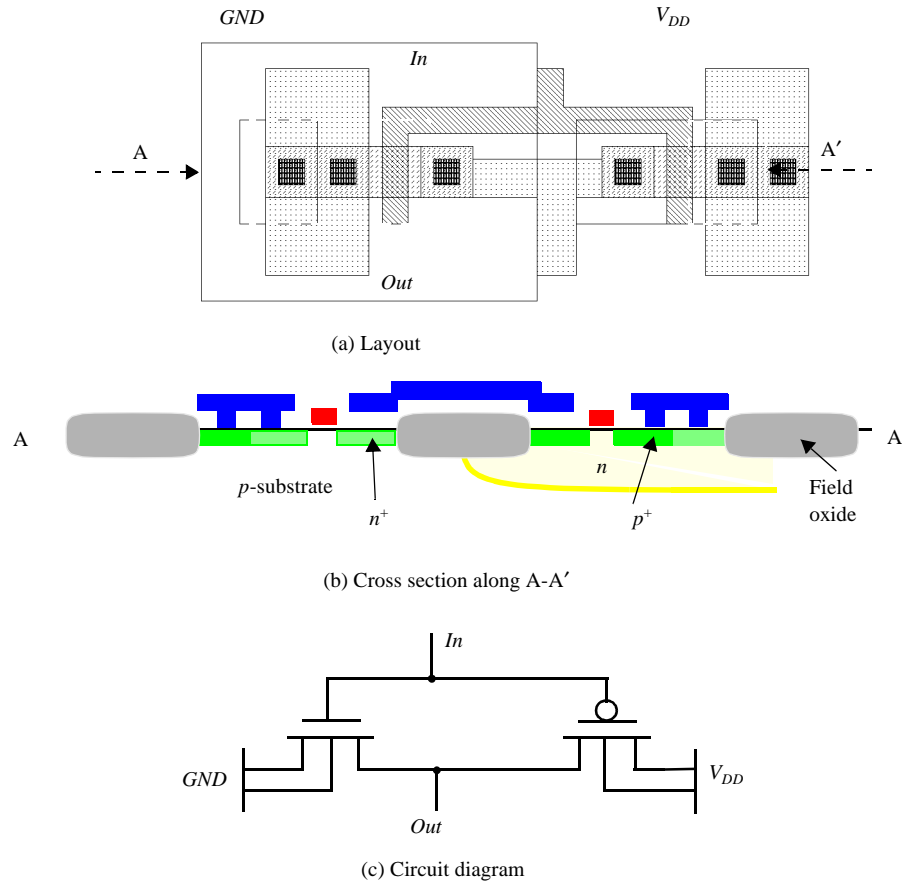 GND V_DD
In
A A′
Out
(a) Layout
A A
p-substrate n Field
oxide
n⁺ p⁺
(b) Cross section along A-A′
In
GND V_DD
Out
(c) Circuit diagram